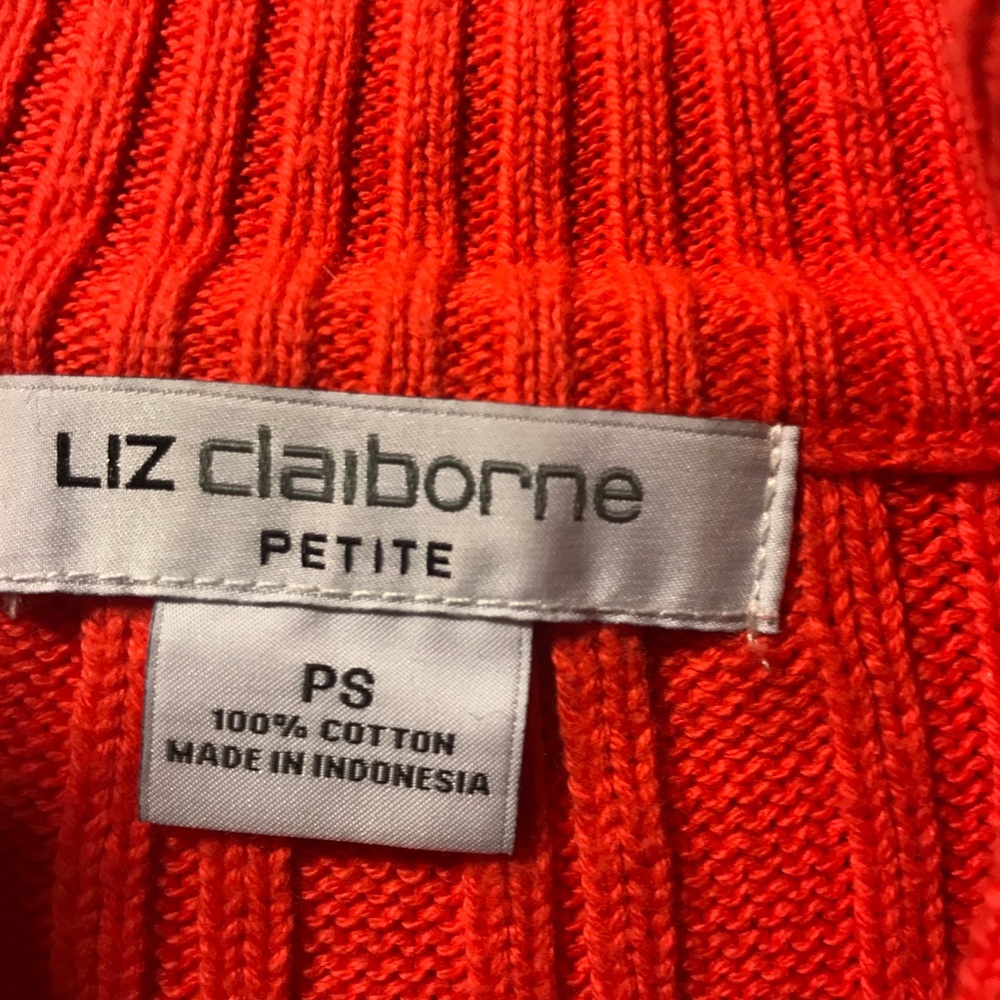 LIZ claiborne
PETITE
PS
100% COTTON
MADE IN INDONESIA